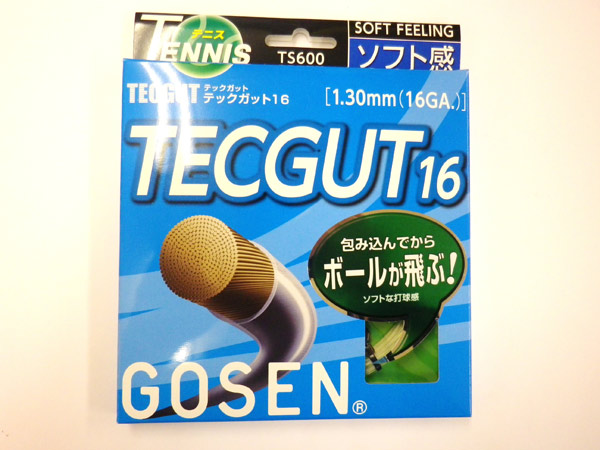 テニス
TENNIS
TS600
SOFT FEELING
ソフト感
テックガット
TECGUT テックガット16
[1.30mm(16GA.)]
TECGUT16
包み込んでから
ボールが飛ぶ!
ソフトな打球感
GOSEN®